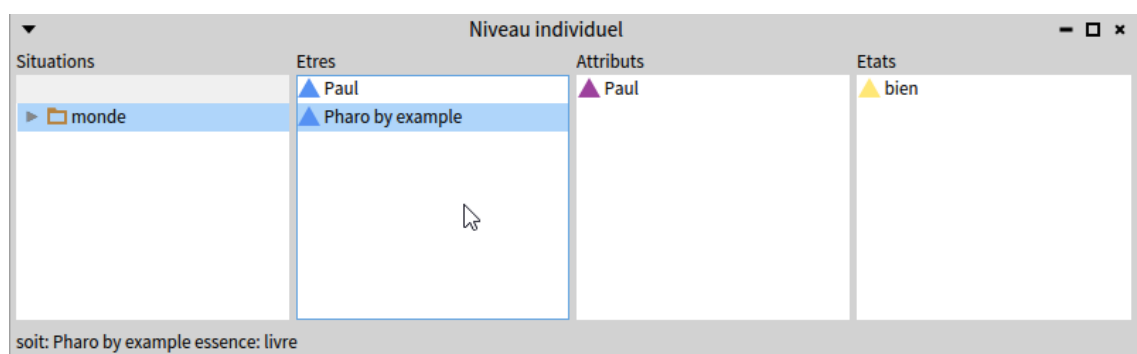 Niveau individuel
Situations
Etres
Attributs
Etats
monde
Paul
Pharo by example
Paul
bien
soit: Pharo by example essence: livre